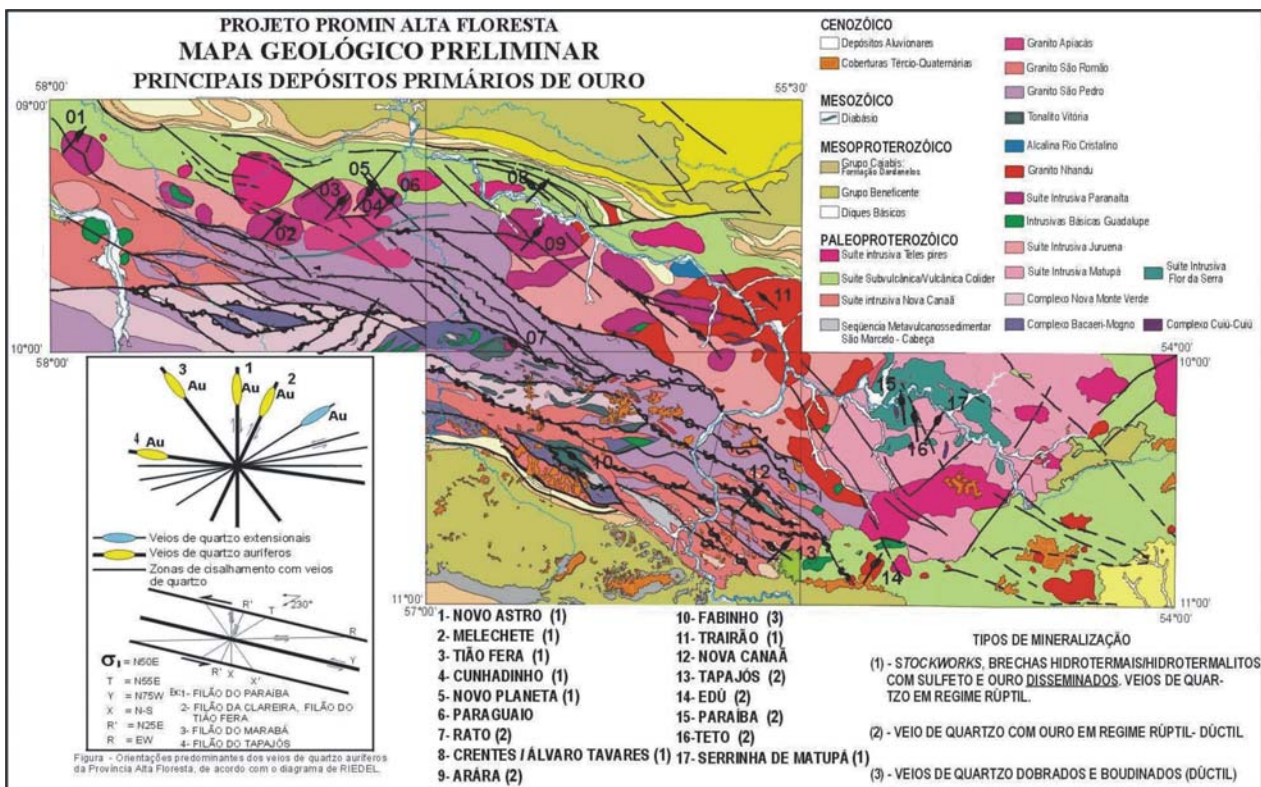 PROJETO PROMIN ALTA FLORESTA
MAPA GEOLÓGICO PRELIMINAR
PRINCIPAIS DEPÓSITOS PRIMÁRIOS DE OURO
58°00'
09°00'
55°30'
01
02
03
04
05
06
07
08
09
10
11
12
13
14
15
16
17
10°00'
58°00'
54°00'
10°00'
11°00'
57°00'
11°00'
54°00'
CENOZÓICO
Depósitos Aluvionares
Coberturas Tércio-Quaternárias
MESOZÓICO
Diabásio
MESOPROTEROZÓICO
Grupo Caiabis:
Formação Dardanelos
Grupo Beneficente
Diques Básicos
PALEOPROTEROZÓICO
Suíte intrusiva Teles pires
Suíte Subvulcânica/Vulcânica Colider
Suíte intrusiva Nova Canaã
Seqüencia Metavulcanossedimentar
São Marcelo - Cabeça
Granito Apiacás
Granito São Romão
Granito São Pedro
Tonalito Vitória
Alcalina Rio Cristalino
Granito Nhandu
Suíte Intrusiva Paranaíta
Intrusivas Básicas Guadalupe
Suíte Intrusiva Juruena
Suíte Intrusiva Matupá
Complexo Nova Monte Verde
Complexo Bacaeri-Mogno
Suíte Intrusiva
Flor da Serra
Complexo Cuiú-Cuiú
3
Au
1
Au
2
Au
Au
4
Au
Veios de quartzo extensionais
Veios de quartzo auríferos
Zonas de cisalhamento com veios
de quartzo
R'
T
230°
R
Y
R'
X
X'
σ1 = N50E
T = N55E
Y = N75W
X = N-S
R' = N25E
R = EW
Ex:1- FILÃO DO PARAÍBA
2- FILÃO DA CLAREIRA, FILÃO DO
TIÃO FERA
3- FILÃO DO MARABÁ
4- FILÃO DO TAPAJÓS
Figura - Orientações predominantes dos veios de quartzo auríferos
da Província Alta Floresta, de acordo com o diagrama de RIEDEL.
1- NOVO ASTRO (1)
2- MELECHETE (1)
3- TIÃO FERA (1)
4- CUNHADINHO (1)
5- NOVO PLANETA (1)
6- PARAGUAIO
7- RATO (2)
8- CRENTES / ÁLVARO TAVARES (1)
9- ARÁRA (2)
10- FABINHO (3)
11- TRAIRÃO (1)
12- NOVA CANAÃ
13- TAPAJÓS (2)
14- EDÚ (2)
15- PARAÍBA (2)
16-TETO (2)
17- SERRINHA DE MATUPÁ (1)
TIPOS DE MINERALIZAÇÃO
(1) - STOCKWORKS, BRECHAS HIDROTERMAIS/HIDROTERMALITOS
COM SULFETO E OURO DISSEMINADOS. VEIOS DE QUAR-
TZO EM REGIME RÚPTIL.
(2) - VEIO DE QUARTZO COM OURO EM REGIME RÚPTIL- DÚCTIL
(3) - VEIOS DE QUARTZO DOBRADOS E BOUDINADOS (DÚCTIL)